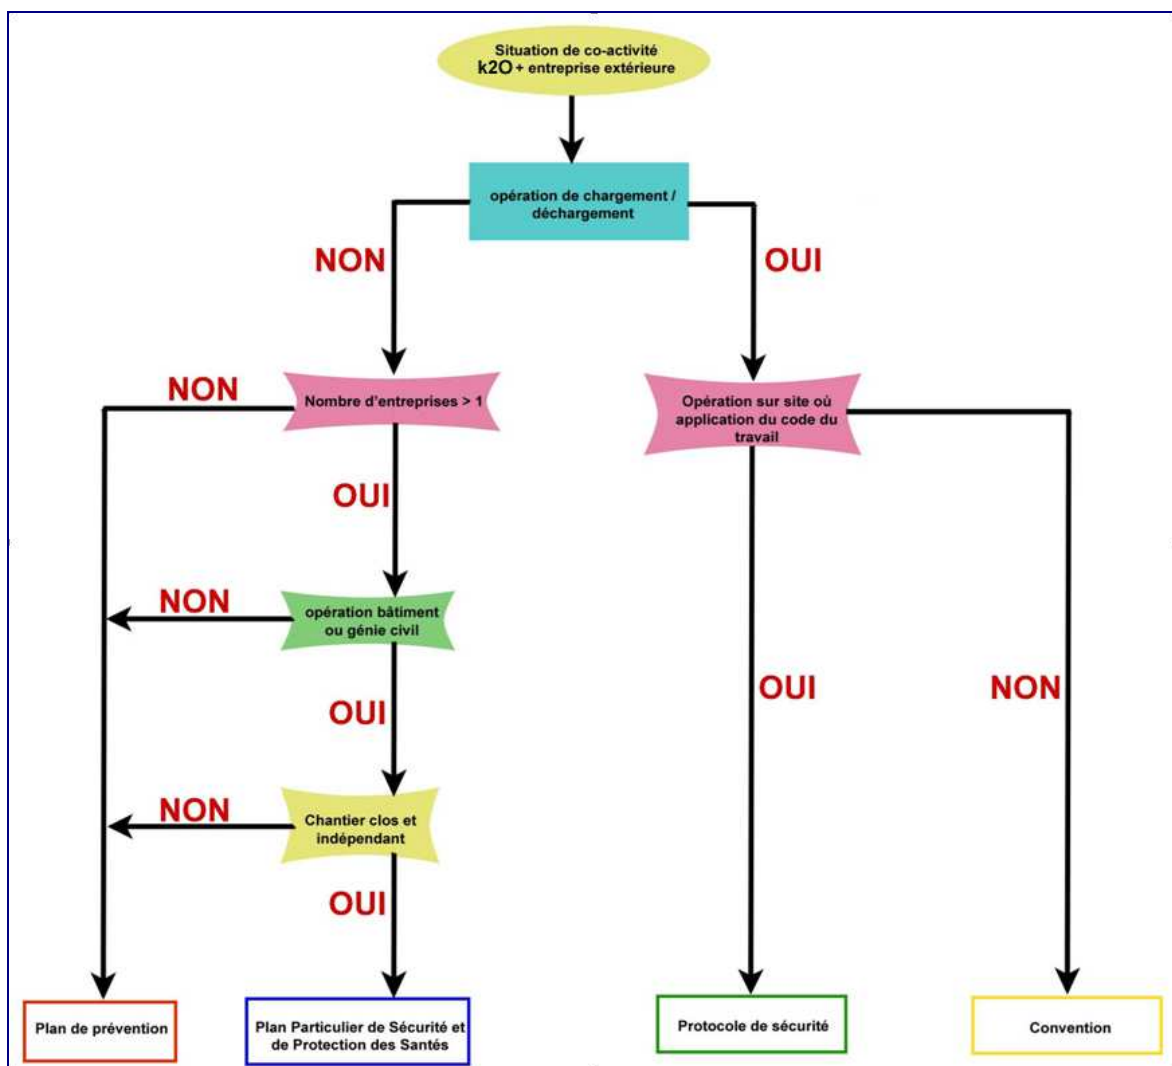 Situation de co-activité
k2O + entreprise extérieure
opération de chargement /
déchargement
NON
OUI
NON
Nombre d'entreprises > 1
Opération sur site où
application du code du
travail
OUI
NON
opération bâtiment
ou génie civil
OUI
OUI
NON
NON
Chantier clos et
indépendant
OUI
Plan de prévention
Plan Particulier de Sécurité et
de Protection des Santés
Protocole de sécurité
Convention